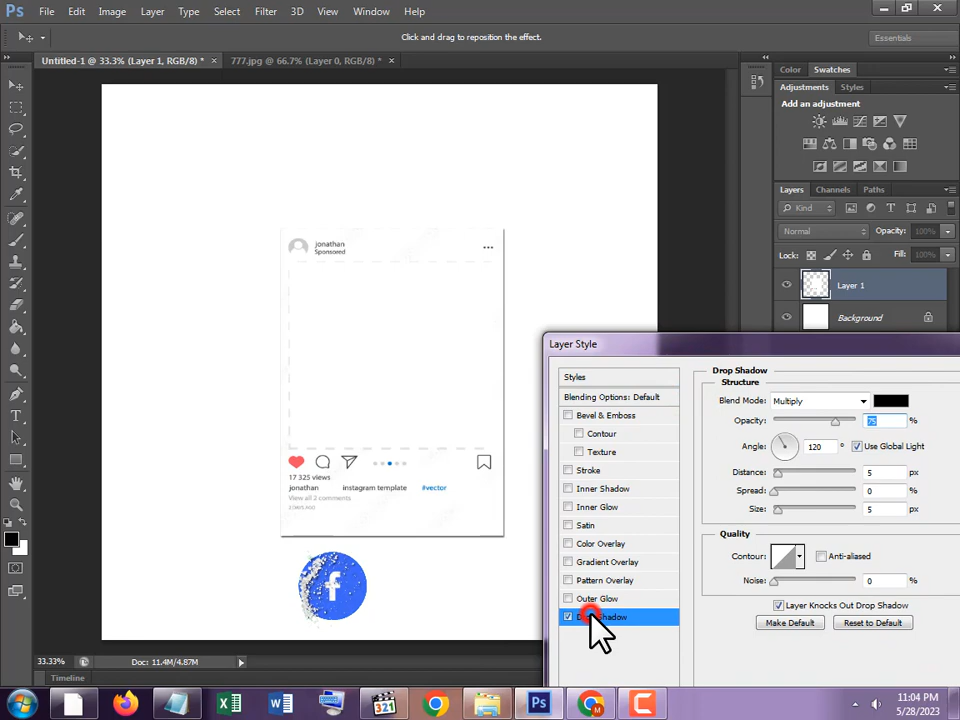 Ps File Edit Image Layer Type Select Filter 3D View Window Help
Click and drag to reposition the effect.
Essentials
Untitled-1 @ 33.3% (Layer 1, RGB/8) * ×
777.jpg @ 66.7% (Layer 0, RGB/8) * ×
Color Swatches
Adjustments Styles
Add an adjustment
Layers Channels Paths
Kind
Normal Opacity: 100%
Lock: Fill: 100%
Layer 1
Background
jonathan
Sponsored
17 325 views
jonathan instagram template #vector
View all 2 comments
f
Layer Style
Styles
Blending Options: Default
Bevel & Emboss
Contour
Texture
Stroke
Inner Shadow
Inner Glow
Satin
Color Overlay
Gradient Overlay
Pattern Overlay
Outer Glow
Drop Shadow
Drop Shadow
Structure
Blend Mode: Multiply
Opacity: 75 %
Angle: 120 ° Use Global Light
Distance: 5 px
Spread: 0 %
Size: 5 px
Quality
Contour: Anti-aliased
Noise: 0 %
Layer Knocks Out Drop Shadow
Make Default Reset to Default
33.33% Doc: 11.4M/4.87M
Timeline
321
Ps
M
C
11:04 PM
5/28/2023